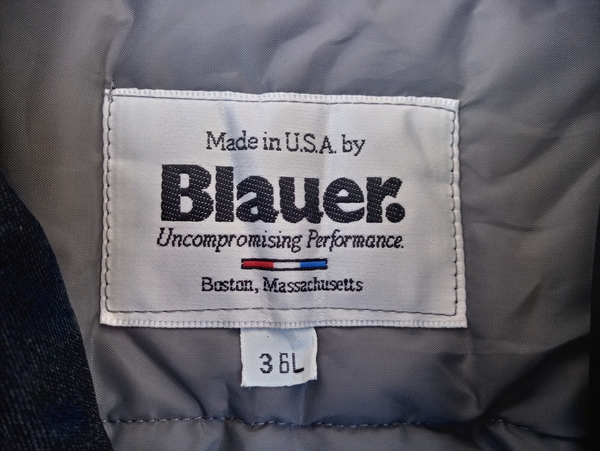 Made in U.S.A. by
Blauer.
Uncompromising Performance.
Boston, Massachusetts
36L